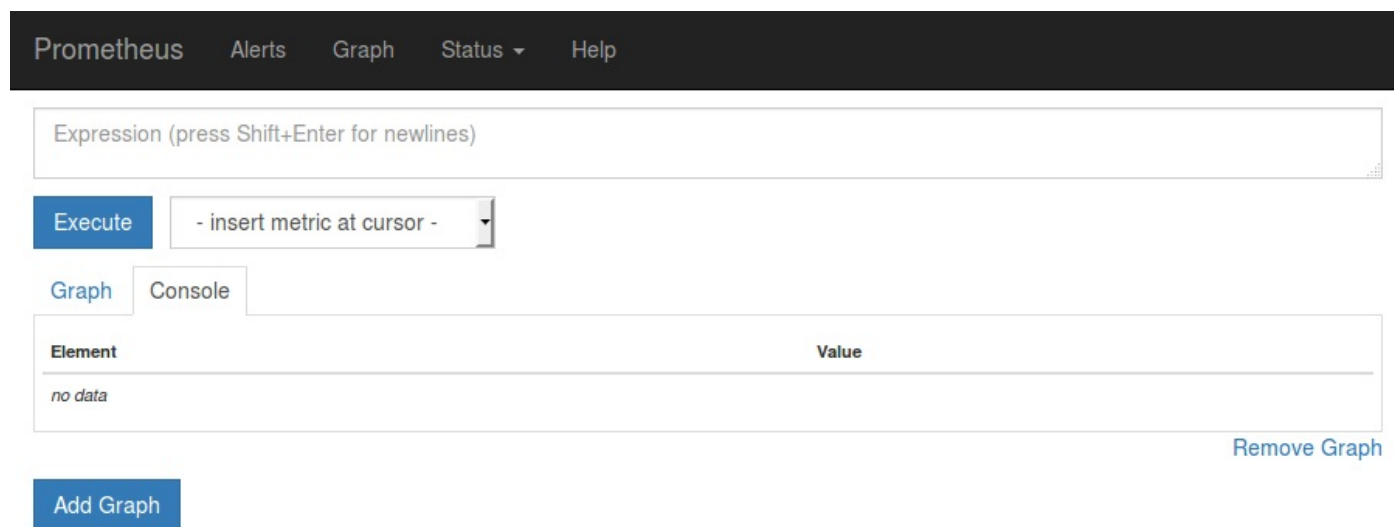 Prometheus Alerts Graph Status Help
Expression (press Shift+Enter for newlines)
Execute - insert metric at cursor -
Graph Console
Element Value
no data
Remove Graph
Add Graph